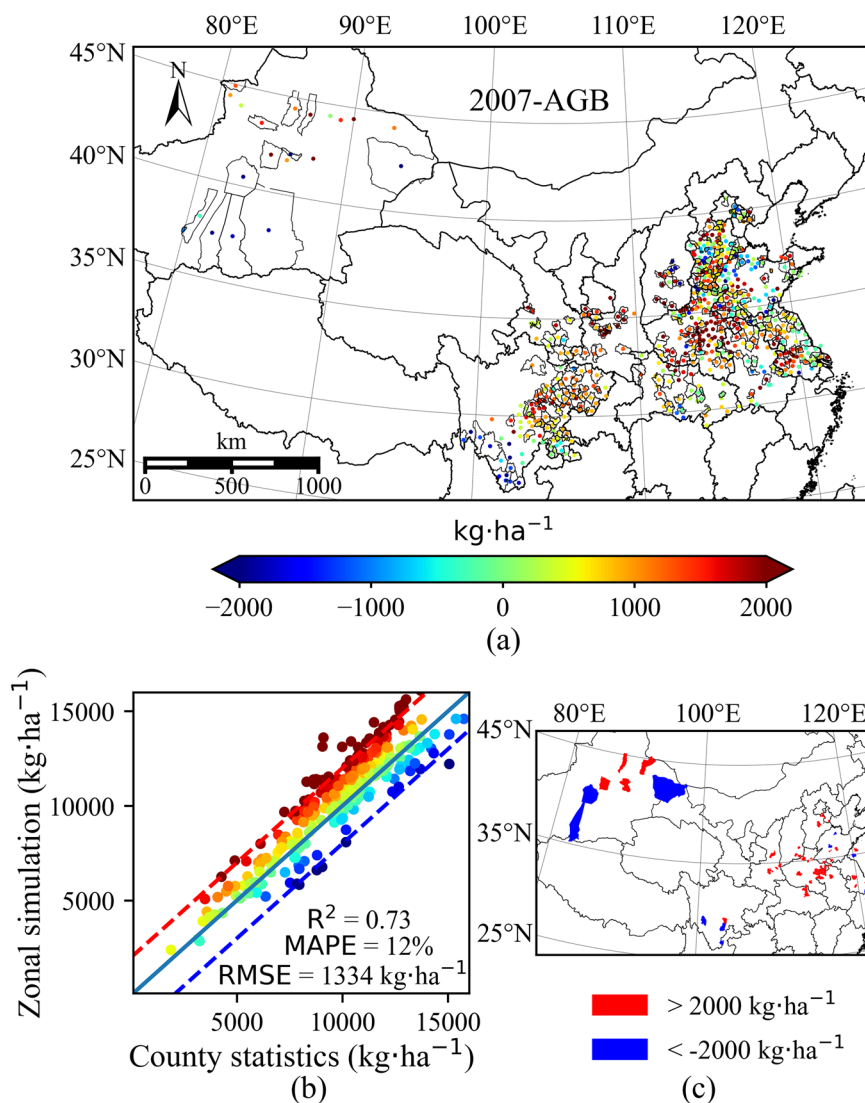 80°E 90°E 100°E 110°E 120°E
45°N
N
2007-AGB
40°N
35°N
30°N
km
25°N
0 500 1000
kg·ha⁻¹
−2000 −1000 0 1000 2000
(a)
Zonal simulation (kg·ha⁻¹)
15000
10000
5000
R² = 0.73
MAPE = 12%
RMSE = 1334 kg·ha⁻¹
5000 10000 15000
County statistics (kg·ha⁻¹)
(b)
80°E 100°E 120°E
45°N
35°N
25°N
> 2000 kg·ha⁻¹
< -2000 kg·ha⁻¹
(c)